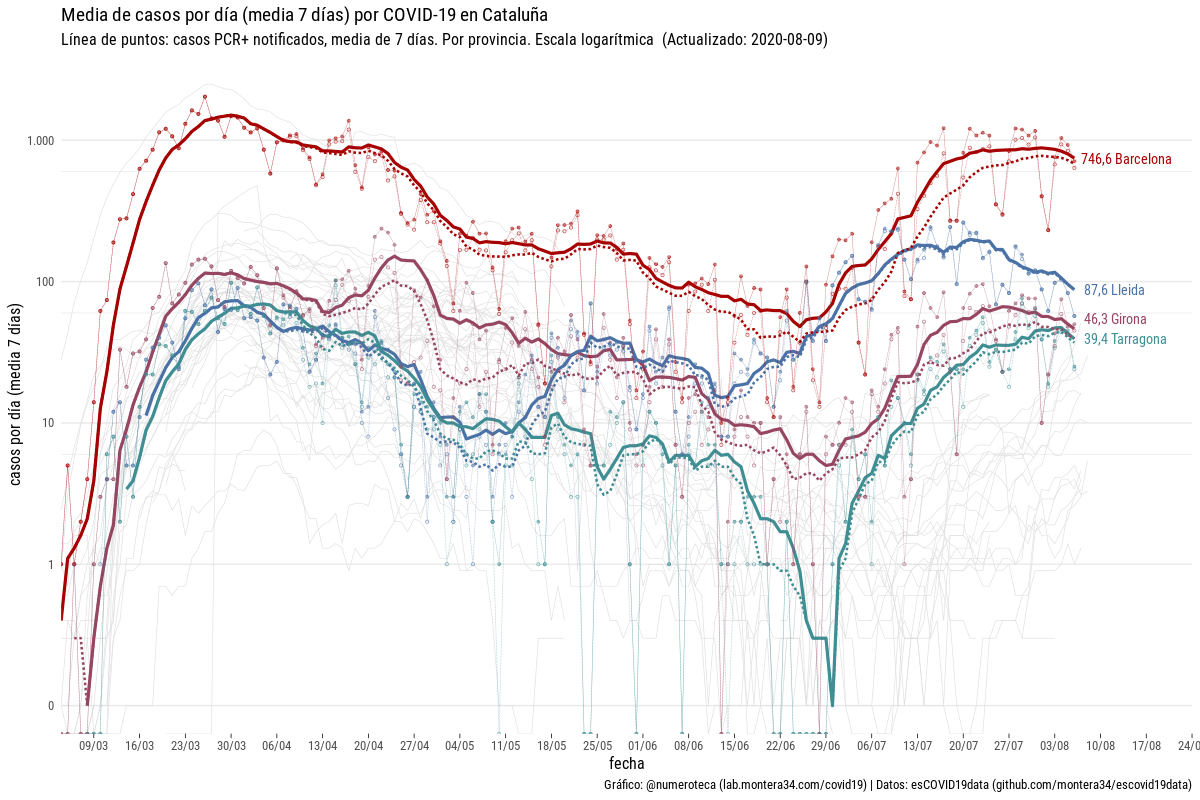 Media de casos por día (media 7 días) por COVID-19 en Cataluña
Línea de puntos: casos PCR+ notificados, media de 7 días. Por provincia. Escala logarítmica (Actualizado: 2020-08-09)
casos por día (media 7 días)
1.000
100
10
1
0
746,6 Barcelona
87,6 Lleida
46,3 Girona
39,4 Tarragona
09/03 16/03 23/03 30/03 06/04 13/04 20/04 27/04 04/05 11/05 18/05 25/05 01/06 08/06 15/06 22/06 29/06 06/07 13/07 20/07 27/07 03/08 10/08 17/08 24/0
fecha
Gráfico: @numeroteca (lab.montera34.com/covid19) | Datos: esCOVID19data (github.com/montera34/escovid19data)